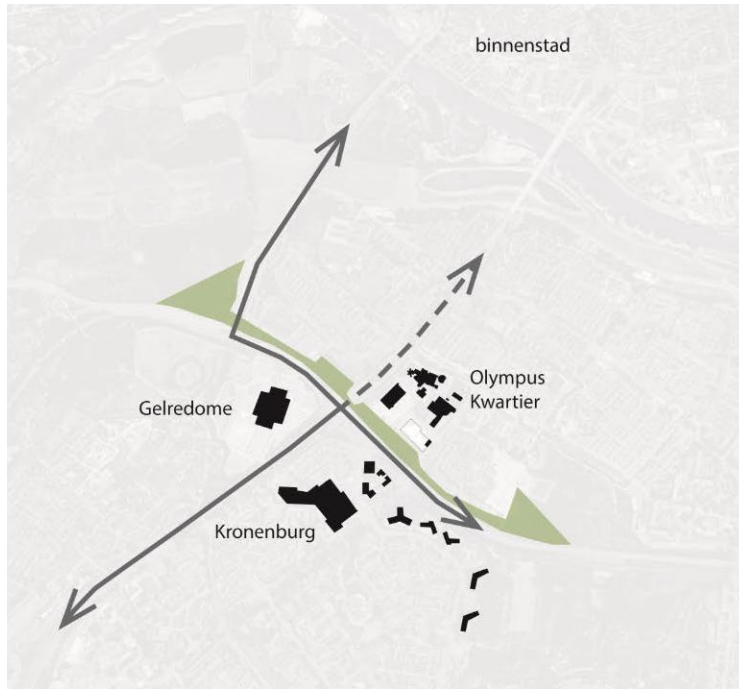 binnenstad
Olympus
Kwartier
Gelredome
Kronenburg